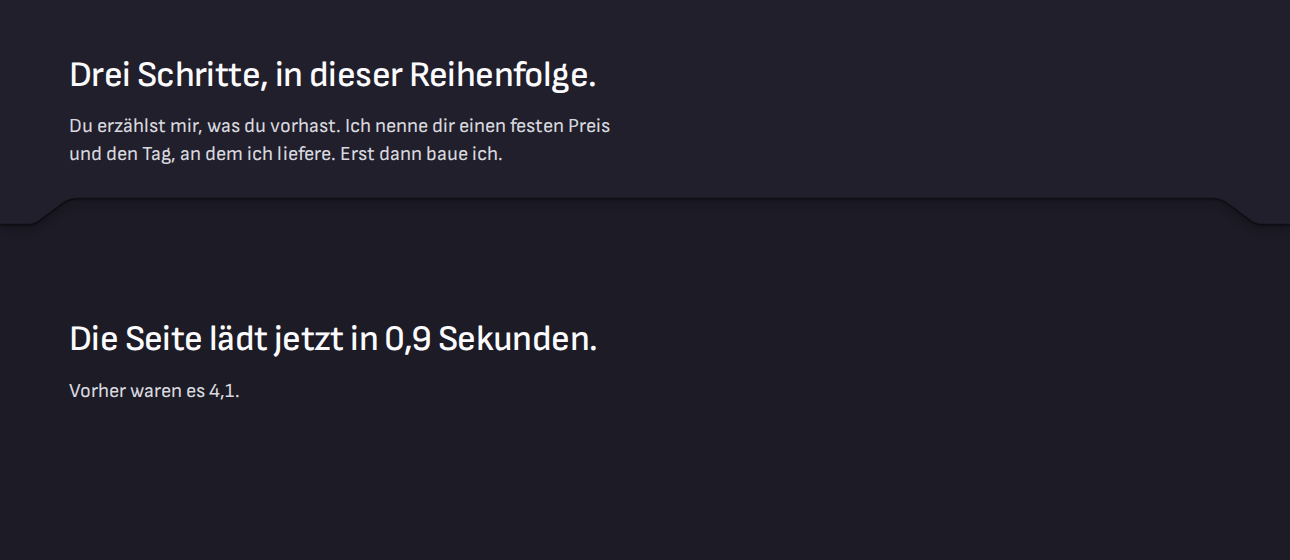 Drei Schritte, in dieser Reihenfolge.
Du erzählst mir, was du vorhast. Ich nenne dir einen festen Preis
und den Tag, an dem ich liefere. Erst dann baue ich.
Die Seite lädt jetzt in 0,9 Sekunden.
Vorher waren es 4,1.